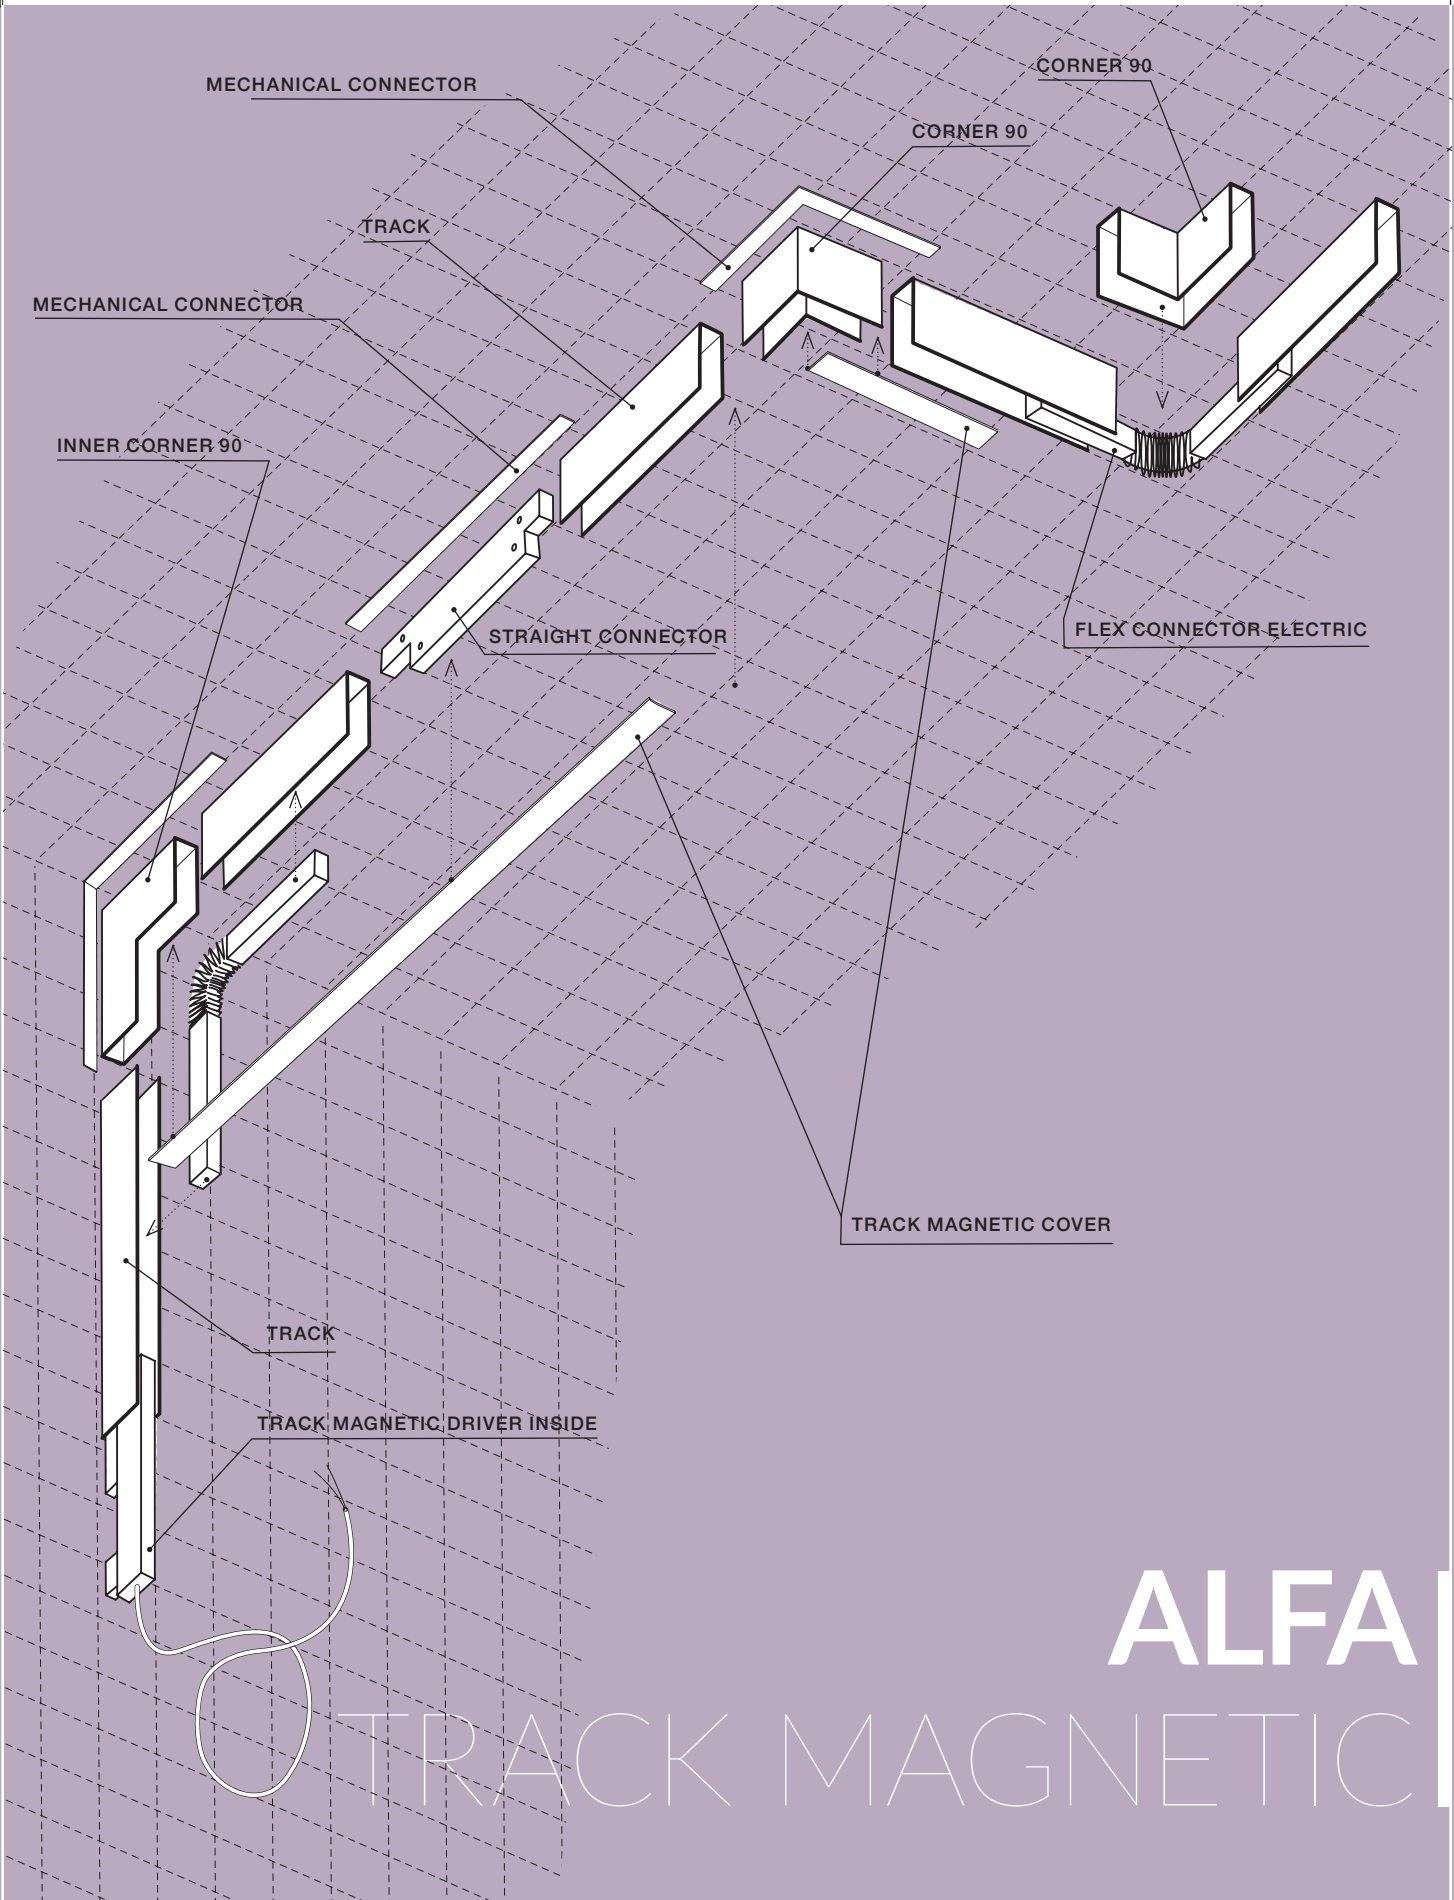 CORNER 90
MECHANICAL CONNECTOR
CORNER 90
TRACK
MECHANICAL CONNECTOR
INNER CORNER 90
STRAIGHT CONNECTOR
FLEX CONNECTOR ELECTRIC
TRACK MAGNETIC COVER
TRACK
TRACK MAGNETIC DRIVER INSIDE
ALFA
TRACK MAGNETIC